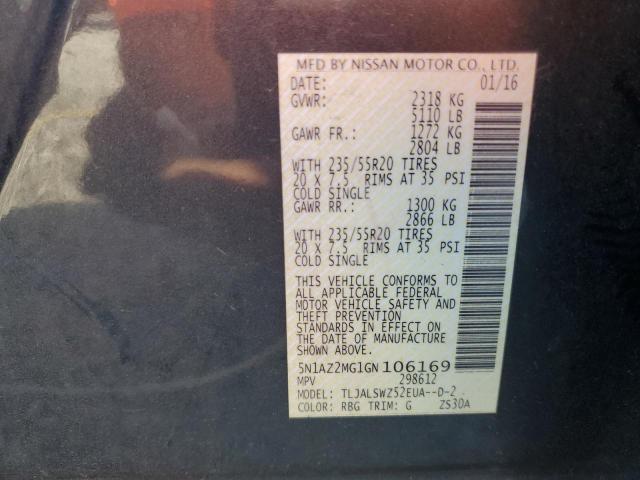 MFD BY NISSAN MOTOR CO., LTD.
DATE: 01/16
GVWR: 2318 KG
5110 LB
GAWR FR.: 1272 KG
2804 LB
WITH 235/55R20 TIRES
20 X 7.5 RIMS AT 35 PSI
COLD SINGLE
GAWR RR.: 1300 KG
2866 LB
WITH 235/55R20 TIRES
20 X 7.5 RIMS AT 35 PSI
COLD SINGLE
THIS VEHICLE CONFORMS TO
ALL APPLICABLE FEDERAL
MOTOR VEHICLE SAFETY AND
THEFT PREVENTION
STANDARDS IN EFFECT ON
THE DATE OF MANUFACTURE
SHOWN ABOVE.
5N1AZ2MG1GN106169
MPV 298612
MODEL: TLJALSWZ52EUA--D-2
COLOR: RBG TRIM: G ZS30A